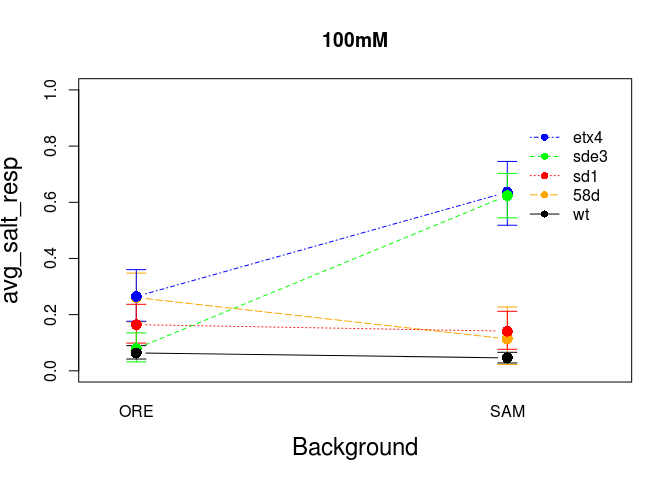 100mM
avg_salt_resp
1.0
0.8
0.6
0.4
0.2
0.0
etx4
sde3
sd1
58d
wt
ORE
SAM
Background